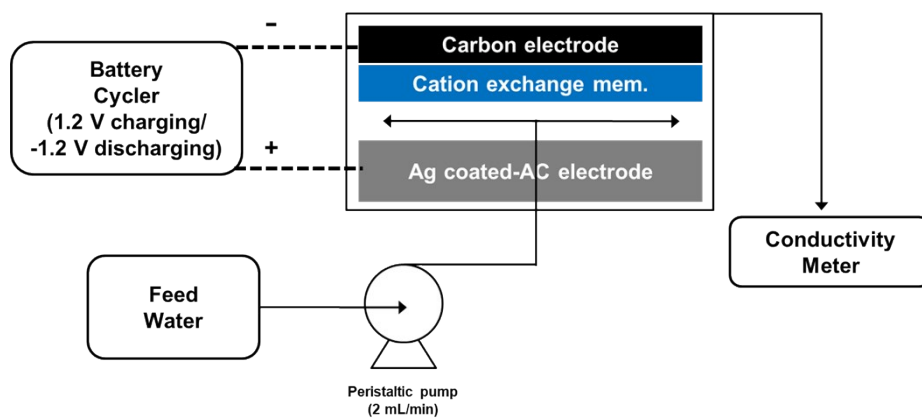 −
Carbon electrode
Battery
Cycler
(1.2 V charging/
-1.2 V discharging)
Cation exchange mem.
+
Ag coated-AC electrode
Conductivity
Meter
Feed
Water
Peristaltic pump
(2 mL/min)